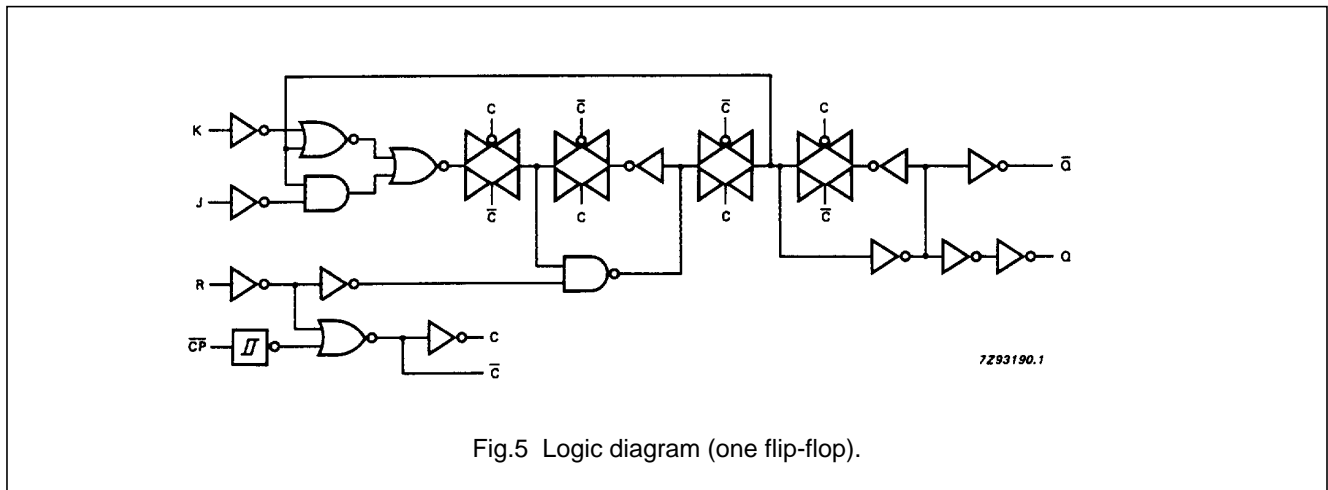 C C̅ C̅ C
K
Q̅
J
C̅ C C C̅
Q
R
C̅P̅
C
7Z93190.1
C̅
Fig.5 Logic diagram (one flip-flop).